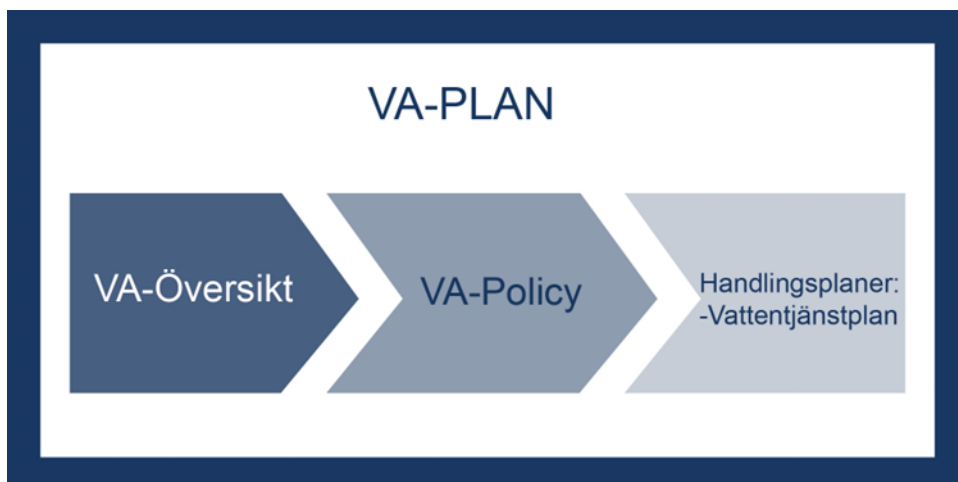 VA-PLAN
VA-Översikt
VA-Policy
Handlingsplaner:
-Vattentjänstplan